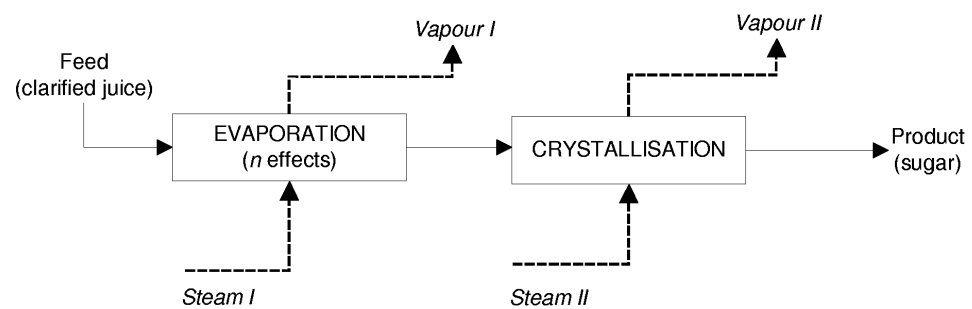 Vapour I
Vapour II
Feed
(clarified juice)
EVAPORATION
(n effects)
CRYSTALLISATION
Product
(sugar)
Steam I
Steam II